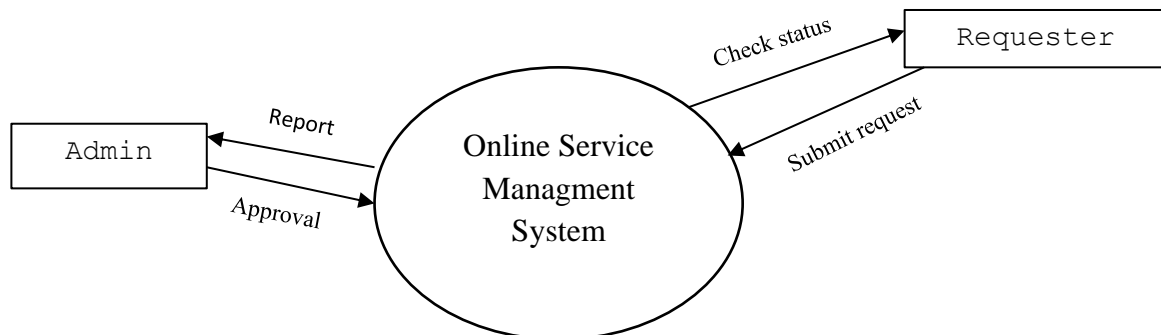 Check status
Requester
Report
Admin
Online Service
Managment
System
Submit request
Approval